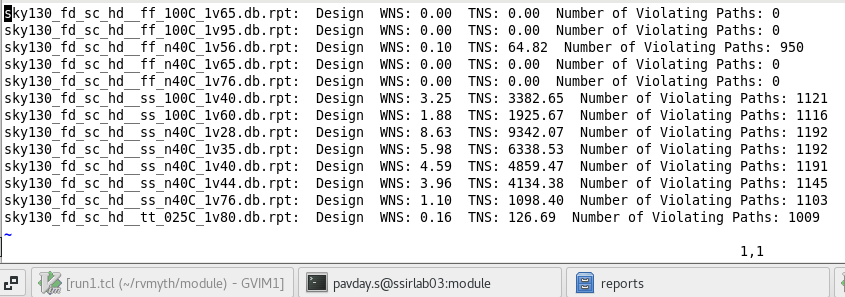 sky130_fd_sc_hd__ff_100C_1v65.db.rpt:  Design  WNS: 0.00  TNS: 0.00  Number of Violating Paths: 0
sky130_fd_sc_hd__ff_100C_1v95.db.rpt:  Design  WNS: 0.00  TNS: 0.00  Number of Violating Paths: 0
sky130_fd_sc_hd__ff_n40C_1v56.db.rpt:  Design  WNS: 0.10  TNS: 64.82  Number of Violating Paths: 950
sky130_fd_sc_hd__ff_n40C_1v65.db.rpt:  Design  WNS: 0.00  TNS: 0.00  Number of Violating Paths: 0
sky130_fd_sc_hd__ff_n40C_1v76.db.rpt:  Design  WNS: 0.00  TNS: 0.00  Number of Violating Paths: 0
sky130_fd_sc_hd__ss_100C_1v40.db.rpt:  Design  WNS: 3.25  TNS: 3382.65  Number of Violating Paths: 1121
sky130_fd_sc_hd__ss_100C_1v60.db.rpt:  Design  WNS: 1.88  TNS: 1925.67  Number of Violating Paths: 1116
sky130_fd_sc_hd__ss_n40C_1v28.db.rpt:  Design  WNS: 8.63  TNS: 9342.07  Number of Violating Paths: 1192
sky130_fd_sc_hd__ss_n40C_1v35.db.rpt:  Design  WNS: 5.98  TNS: 6338.53  Number of Violating Paths: 1192
sky130_fd_sc_hd__ss_n40C_1v40.db.rpt:  Design  WNS: 4.59  TNS: 4859.47  Number of Violating Paths: 1191
sky130_fd_sc_hd__ss_n40C_1v44.db.rpt:  Design  WNS: 3.96  TNS: 4134.38  Number of Violating Paths: 1145
sky130_fd_sc_hd__ss_n40C_1v76.db.rpt:  Design  WNS: 1.10  TNS: 1098.40  Number of Violating Paths: 1103
sky130_fd_sc_hd__tt_025C_1v80.db.rpt:  Design  WNS: 0.16  TNS: 126.69  Number of Violating Paths: 1009
~
1,1
[run1.tcl (~/rvmyth/module) - GVIM1]
pavday.s@ssirlab03:module
reports